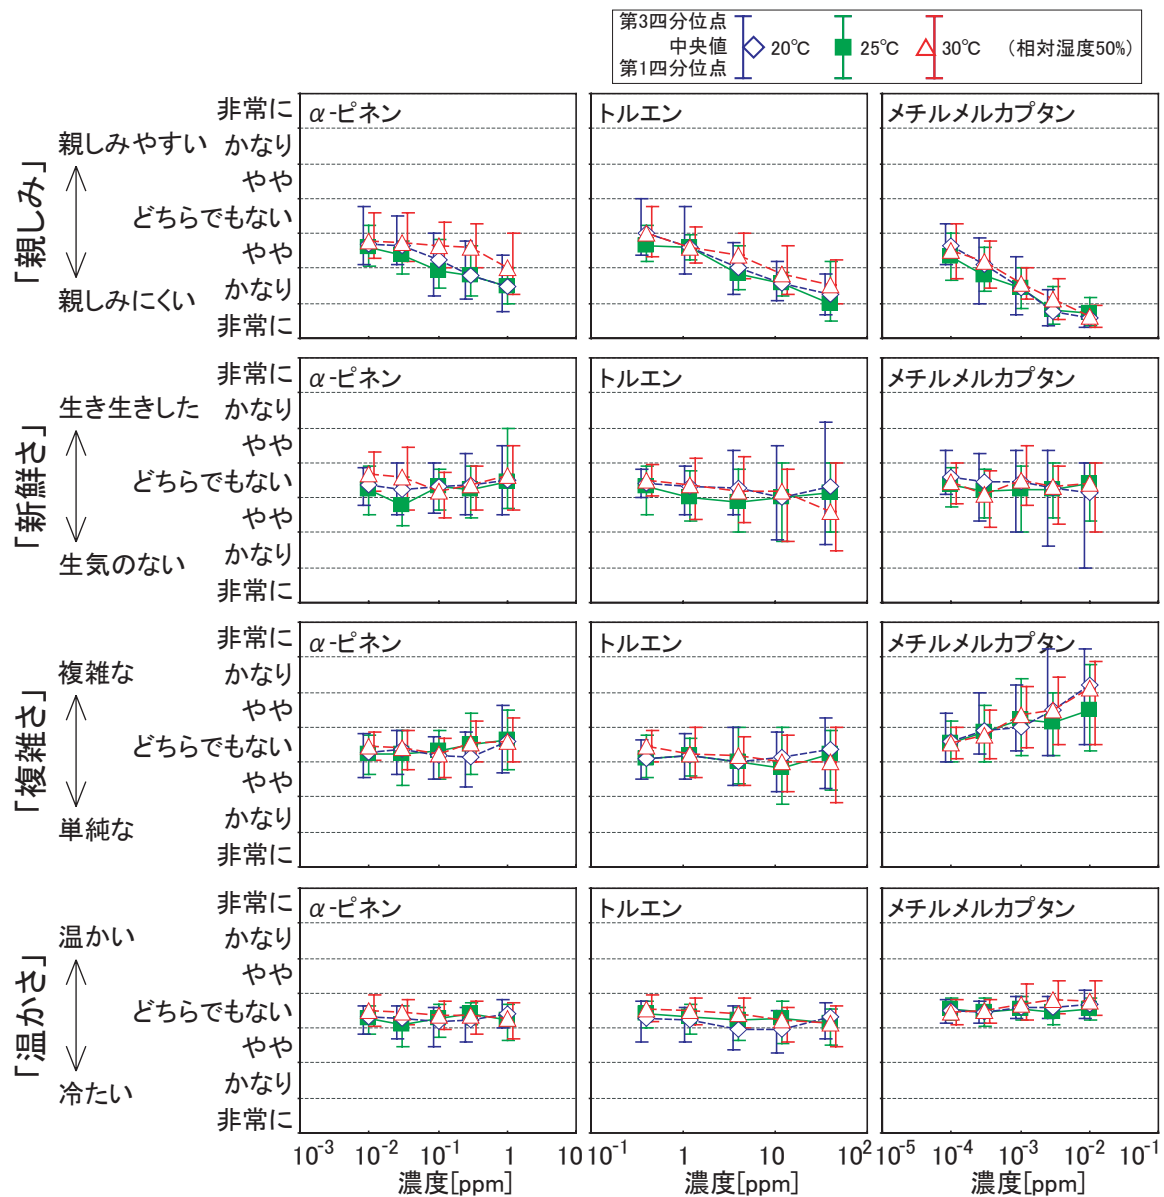 第3四分位点
中央値
第1四分位点
20℃
25℃
30℃
(相対湿度50%)
「親しみ」
親しみやすい
親しみにくい
非常に
かなり
やや
どちらでもない
やや
かなり
非常に
α-ピネン
トルエン
メチルメルカプタン
「新鮮さ」
生き生きした
生気のない
非常に
かなり
やや
どちらでもない
やや
かなり
非常に
α-ピネン
トルエン
メチルメルカプタン
「複雑さ」
複雑な
単純な
非常に
かなり
やや
どちらでもない
やや
かなり
非常に
α-ピネン
トルエン
メチルメルカプタン
「温かさ」
温かい
冷たい
非常に
かなり
やや
どちらでもない
やや
かなり
非常に
α-ピネン
トルエン
メチルメルカプタン
10⁻³ 10⁻² 10⁻¹ 1 10
10⁻¹ 1 10 10²
10⁻⁵ 10⁻⁴ 10⁻³ 10⁻² 10⁻¹
濃度[ppm]
濃度[ppm]
濃度[ppm]